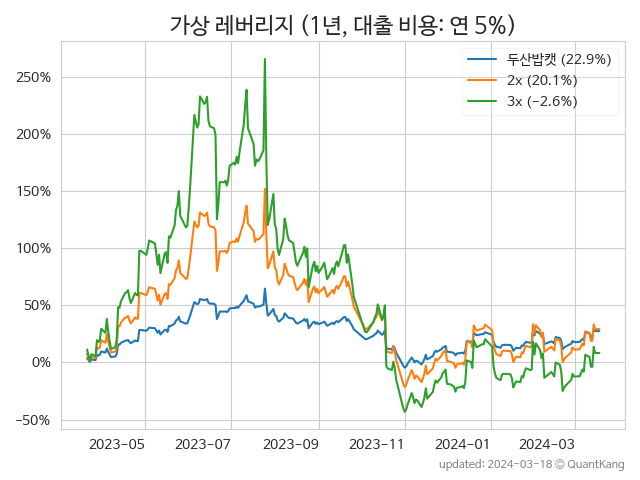 가상 레버리지 (1년, 대출 비용: 연 5%)
두산밥캣 (22.9%)
2x (20.1%)
3x (−2.6%)
250%
200%
150%
100%
50%
0%
−50%
2023-05
2023-07
2023-09
2023-11
2024-01
2024-03
updated: 2024-03-18 © QuantKang